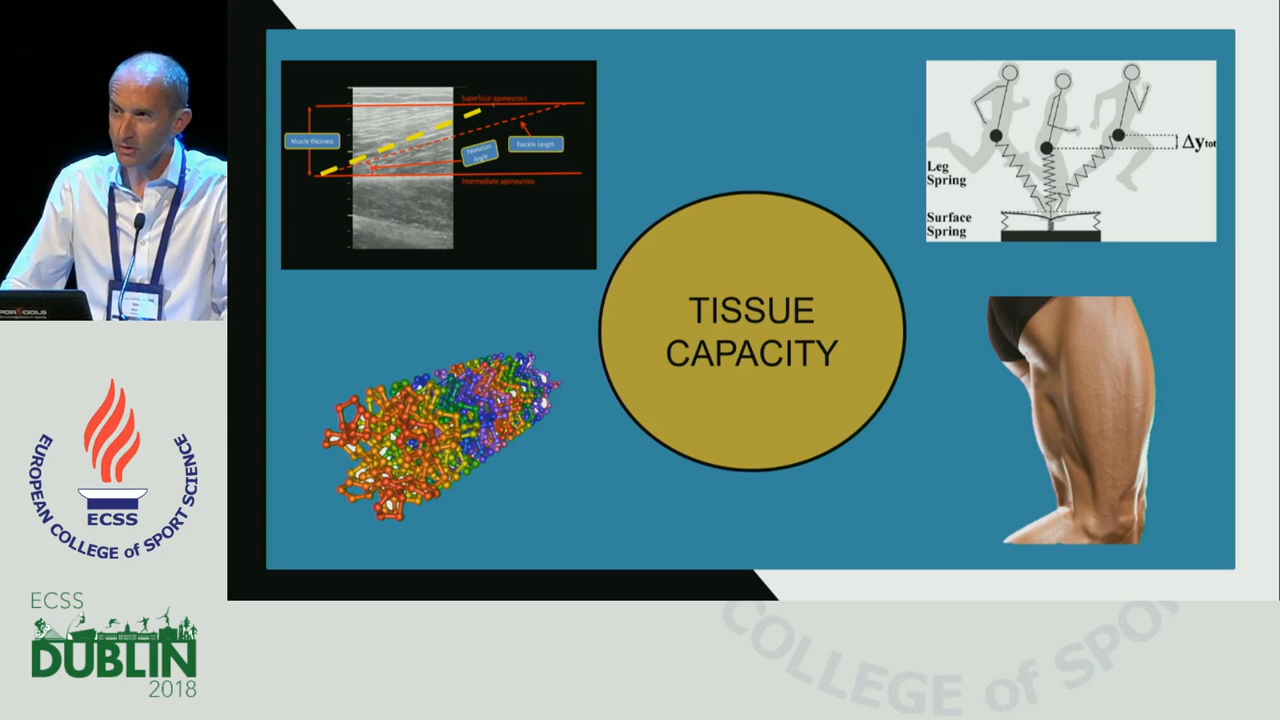 Superficial aponeurosis
Muscle thickness
Pennation
Angle
Fascicle Length
Intermediate aponeurosis
Leg
Spring
Surface
Spring
Δytot
TISSUE
CAPACITY
EUROPEAN COLLEGE of SPORT SCIENCE
ECSS
ECSS
DUBLIN
2018
COLLEGE of SPO